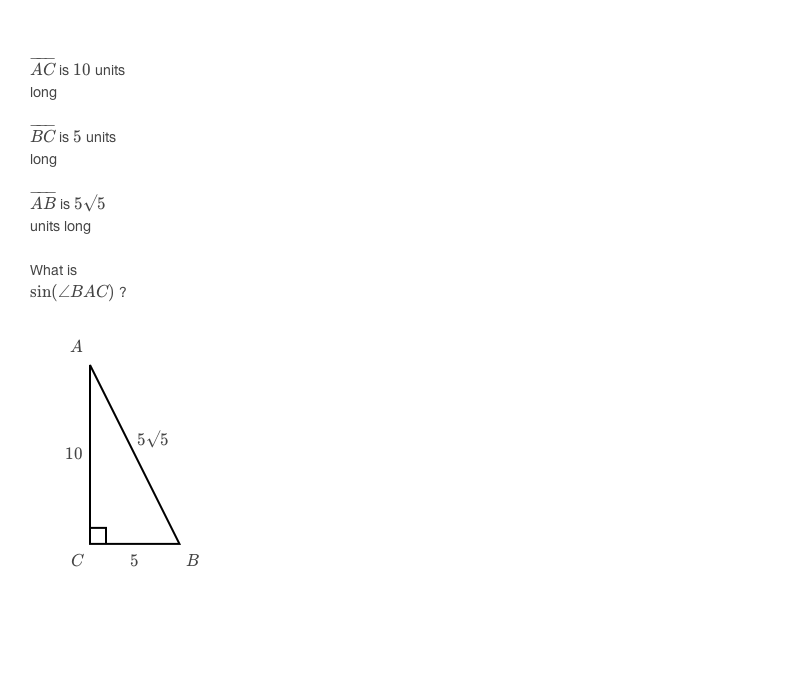 AC is 10 units
long
BC is 5 units
long
AB is 5√5
units long
What is
sin(∠BAC) ?
A
5√5
10
C
5
B